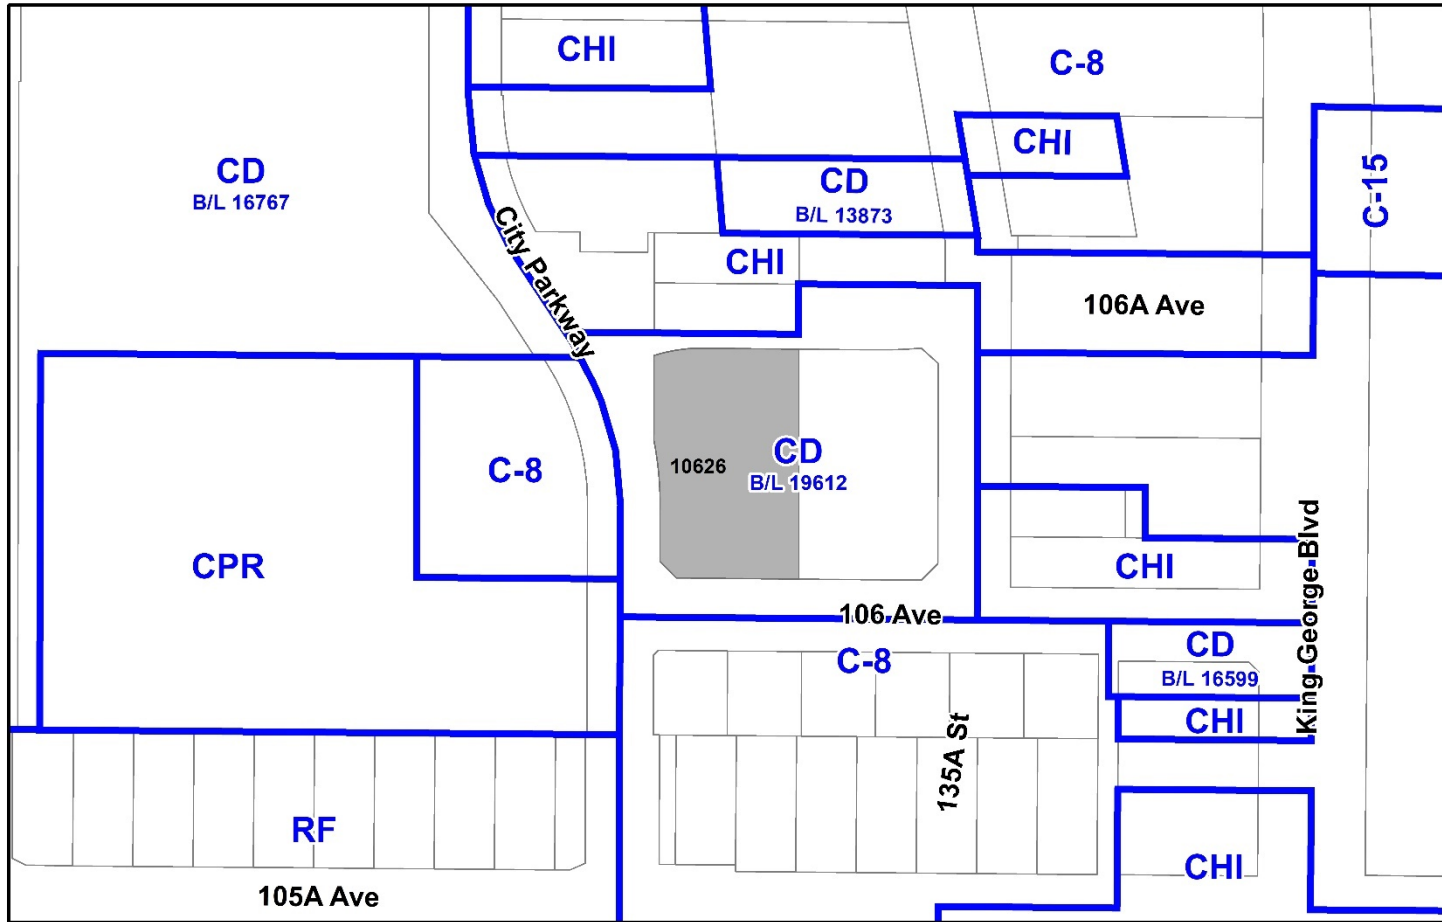 CHI
C-8
CHI
CD
B/L 16767
CD
B/L 13873
C-15
City Parkway
CHI
106A Ave
C-8
10626
CD
B/L 19612
CPR
CHI
King George Blvd
106 Ave
C-8
CD
B/L 16599
CHI
135A St
RF
CHI
105A Ave